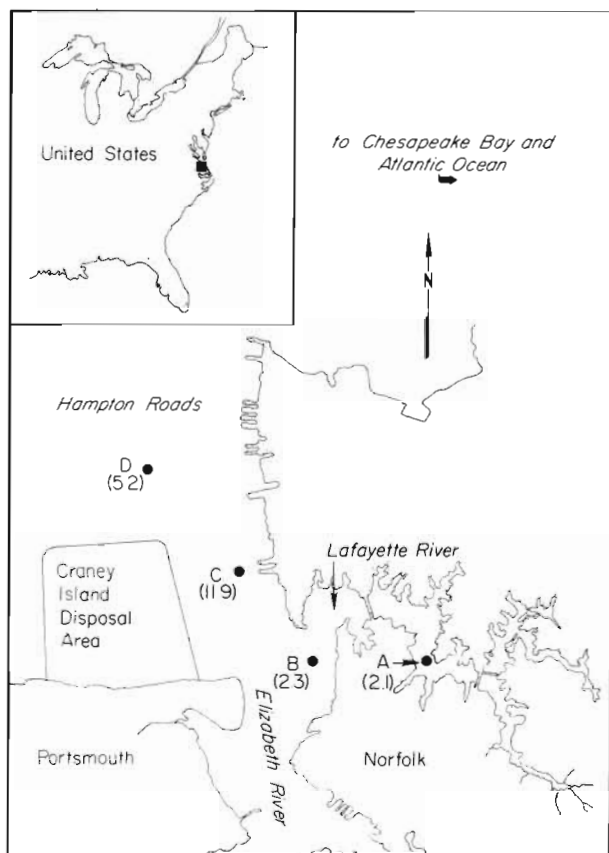 United States
to Chesapeake Bay and
Atlantic Ocean
N
Hampton Roads
D
(5.2)
Lafayette River
Craney
Island
Disposal
Area
C
(11.9)
B
(2.3)
A
(2.1)
Elizabeth River
Portsmouth
Norfolk